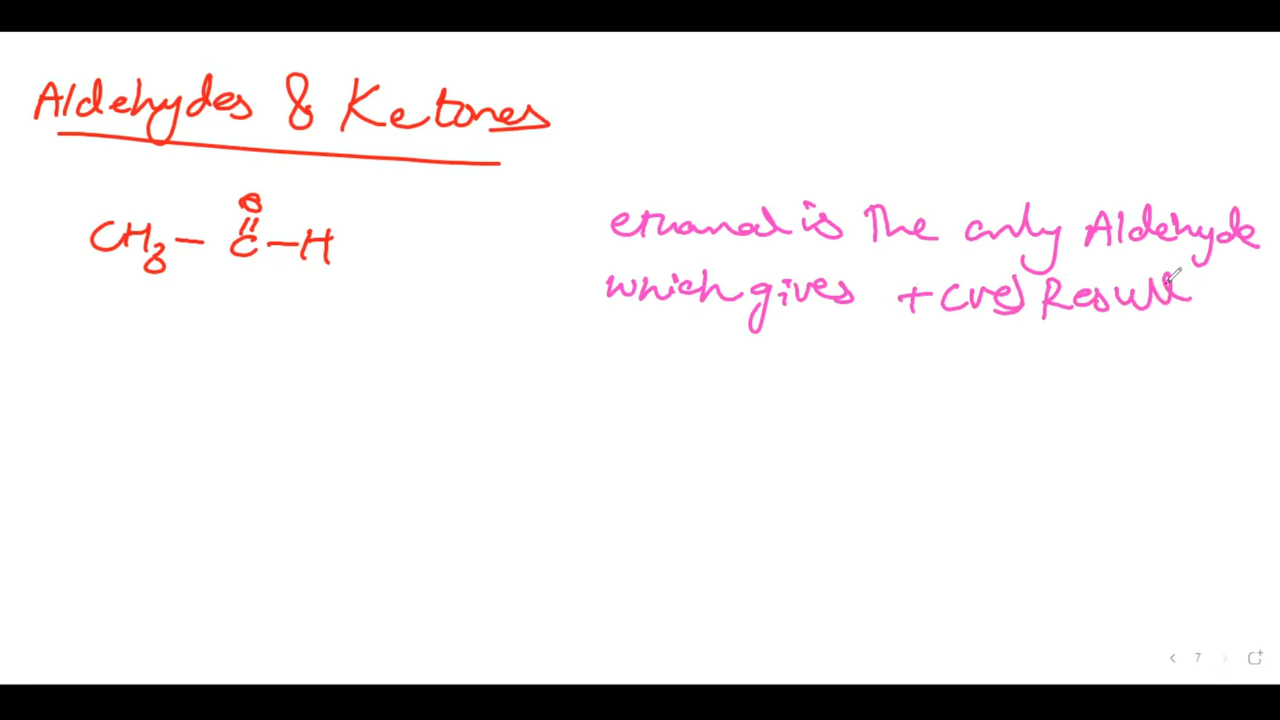 Aldehydes & Ketones
O
||
CH3 – C – H
ethanal is The only Aldehyde
which gives +(ve) Result
7